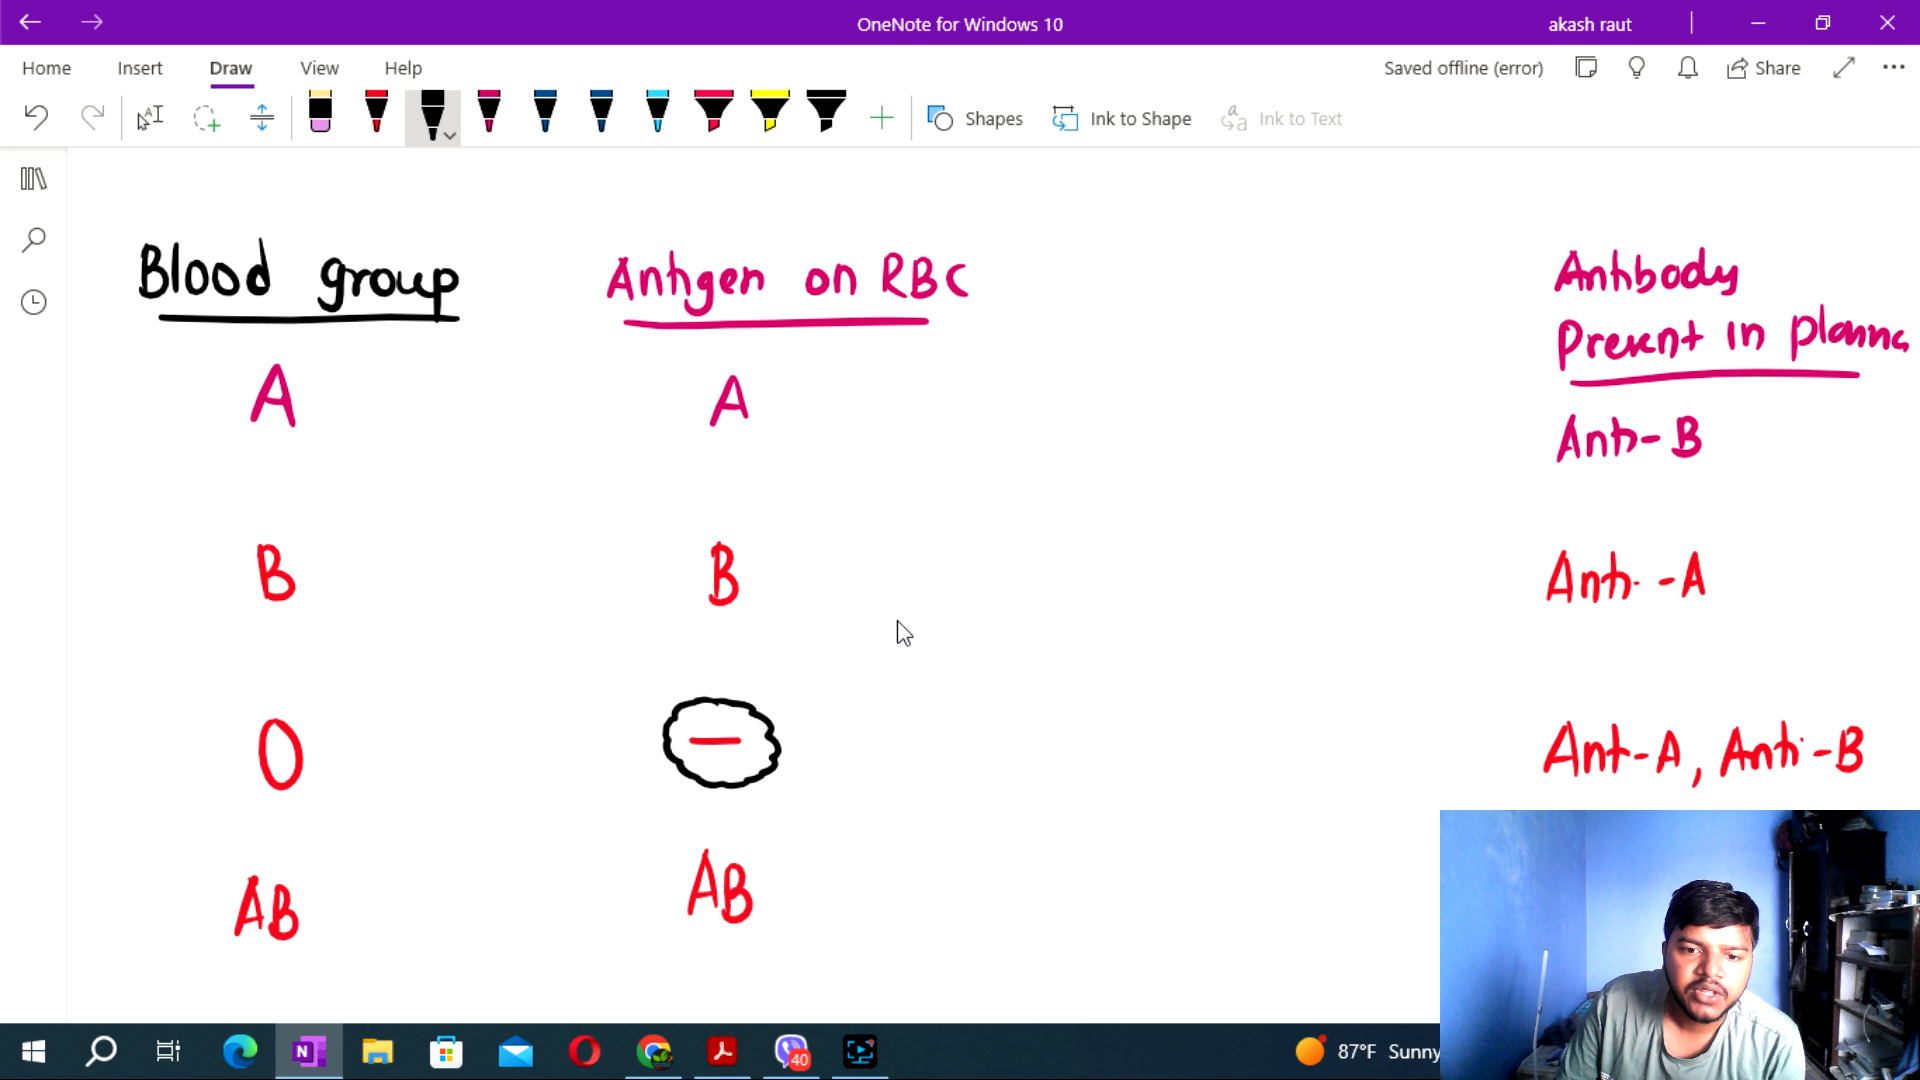 OneNote for Windows 10
akash raut
Home Insert Draw View Help
Saved offline (error)
Share
Shapes
Ink to Shape
Ink to Text
Blood group
Antigen on RBC
Antibody
Present in plasma
A A Anti-B
B B Anti-A
O - Ant-A, Anti-B
AB AB
N
40
87°F Sunny